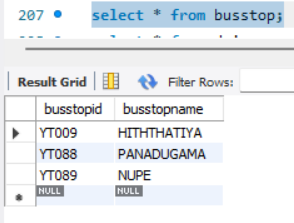 207 select * from busstop;
Result Grid Filter Rows:
busstopid busstopname
YT009 HITHTHATIYA
YT088 PANADUGAMA
YT089 NUPE
NULL NULL